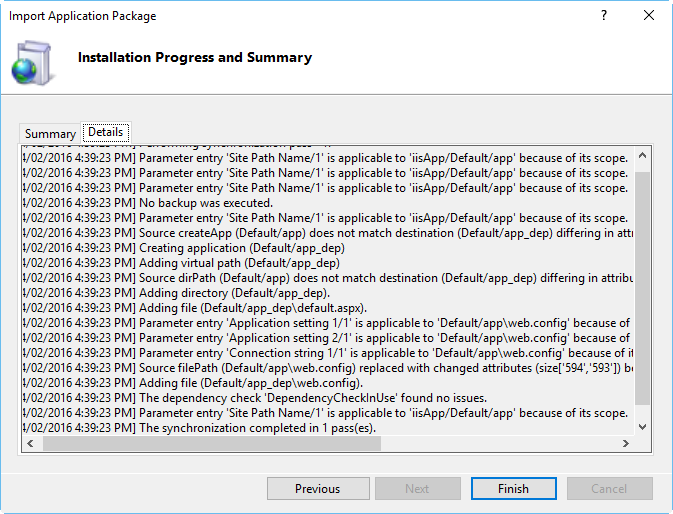 Import Application Package
Installation Progress and Summary
Summary
Details
4/02/2016 4:39:23 PM] Parameter entry 'Site Path Name/1' is applicable to 'iisApp/Default/app' because of its scope.
4/02/2016 4:39:23 PM] Parameter entry 'Site Path Name/1' is applicable to 'iisApp/Default/app' because of its scope.
4/02/2016 4:39:23 PM] Parameter entry 'Site Path Name/1' is applicable to 'iisApp/Default/app' because of its scope.
4/02/2016 4:39:23 PM] No backup was executed.
4/02/2016 4:39:23 PM] Parameter entry 'Site Path Name/1' is applicable to 'iisApp/Default/app' because of its scope.
4/02/2016 4:39:23 PM] Source createApp (Default/app) does not match destination (Default/app_dep) differing in attri
4/02/2016 4:39:23 PM] Creating application (Default/app_dep)
4/02/2016 4:39:23 PM] Adding virtual path (Default/app_dep)
4/02/2016 4:39:23 PM] Source dirPath (Default/app) does not match destination (Default/app_dep) differing in attribu
4/02/2016 4:39:23 PM] Adding directory (Default/app_dep).
4/02/2016 4:39:23 PM] Adding file (Default/app_dep\default.aspx).
4/02/2016 4:39:23 PM] Parameter entry 'Application setting 1/1' is applicable to 'Default/app\web.config' because of
4/02/2016 4:39:23 PM] Parameter entry 'Application setting 2/1' is applicable to 'Default/app\web.config' because of
4/02/2016 4:39:23 PM] Parameter entry 'Connection string 1/1' is applicable to 'Default/app\web.config' because of it
4/02/2016 4:39:23 PM] Source filePath (Default/app\web.config) replaced with changed attributes (size['594','593']) be
4/02/2016 4:39:23 PM] Adding file (Default/app_dep\web.config).
4/02/2016 4:39:23 PM] The dependency check 'DependencyCheckInUse' found no issues.
4/02/2016 4:39:23 PM] Parameter entry 'Site Path Name/1' is applicable to 'iisApp/Default/app' because of its scope.
4/02/2016 4:39:23 PM] The synchronization completed in 1 pass(es).
Previous
Next
Finish
Cancel